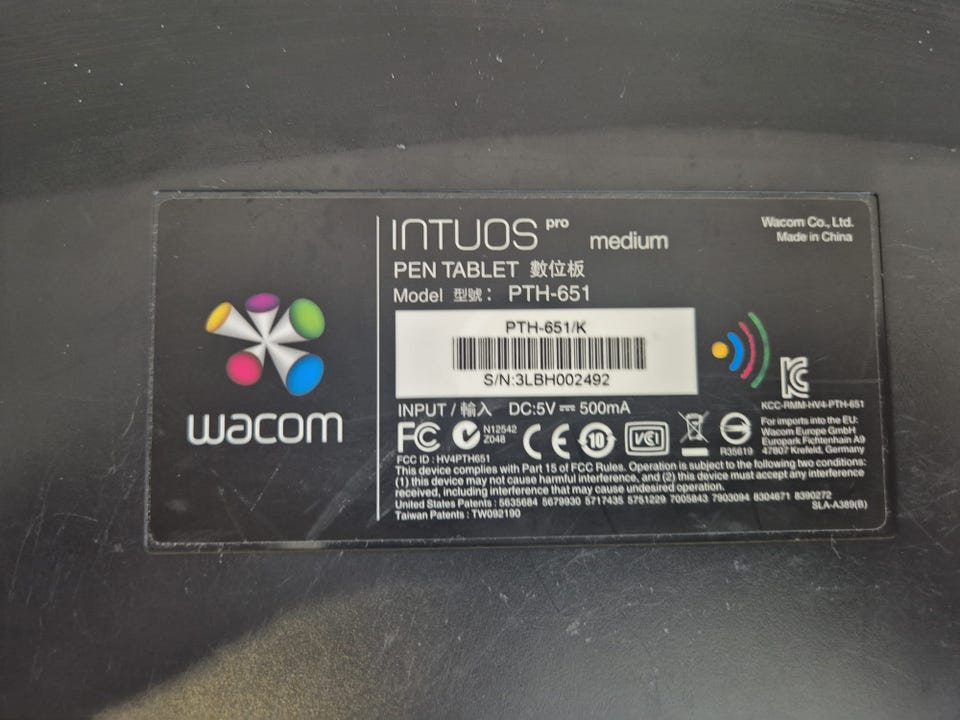 wacom
INTUOS pro medium
Wacom Co., Ltd.
Made in China
PEN TABLET 數位板
Model 型號： PTH-651
PTH-651/K
S/N:3LBH002492
KCC-RMM-HV4-PTH-651
INPUT / 輸入 DC:5V ⎓ 500mA
FC
N12542
Z048
CE
10
VCI
R35619
For imports into the EU:
Wacom Europe GmbH
Europark Fichtenhain A9
47807 Krefeld, Germany
FCC ID : HV4PTH651
This device complies with Part 15 of FCC Rules. Operation is subject to the following two conditions:
(1) this device may not cause harmful interference, and (2) this device must accept any interference
received, including interference that may cause undesired operation.
United States Patents : 5635684 5679930 5717435 5751229 7005843 7903094 8304671 8390272
Taiwan Patents : TW092190
SLA-A389(B)